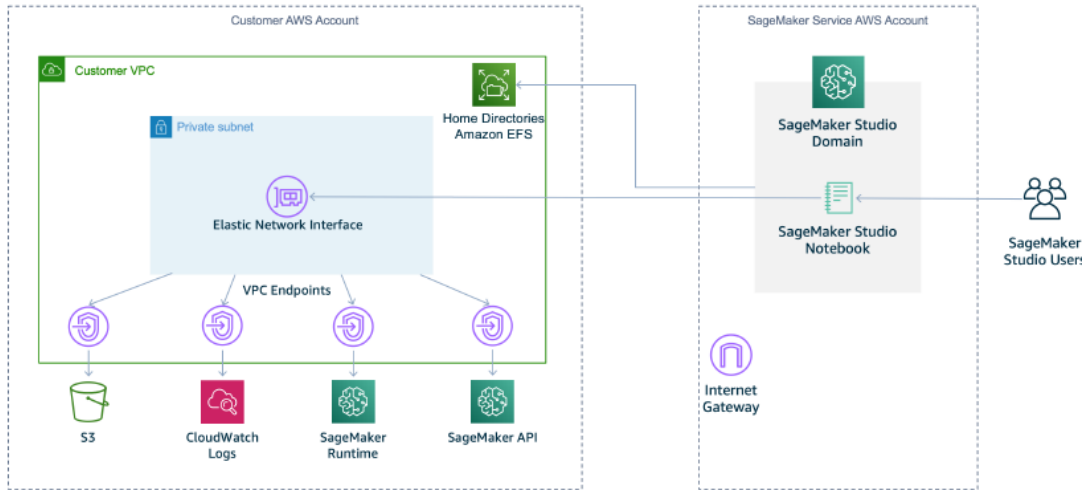 Customer AWS Account
SageMaker Service AWS Account
Customer VPC
Home Directories
Amazon EFS
Private subnet
Elastic Network Interface
SageMaker Studio
Domain
SageMaker Studio
Notebook
SageMaker
Studio Users
VPC Endpoints
Internet
Gateway
S3
CloudWatch
Logs
SageMaker
Runtime
SageMaker API